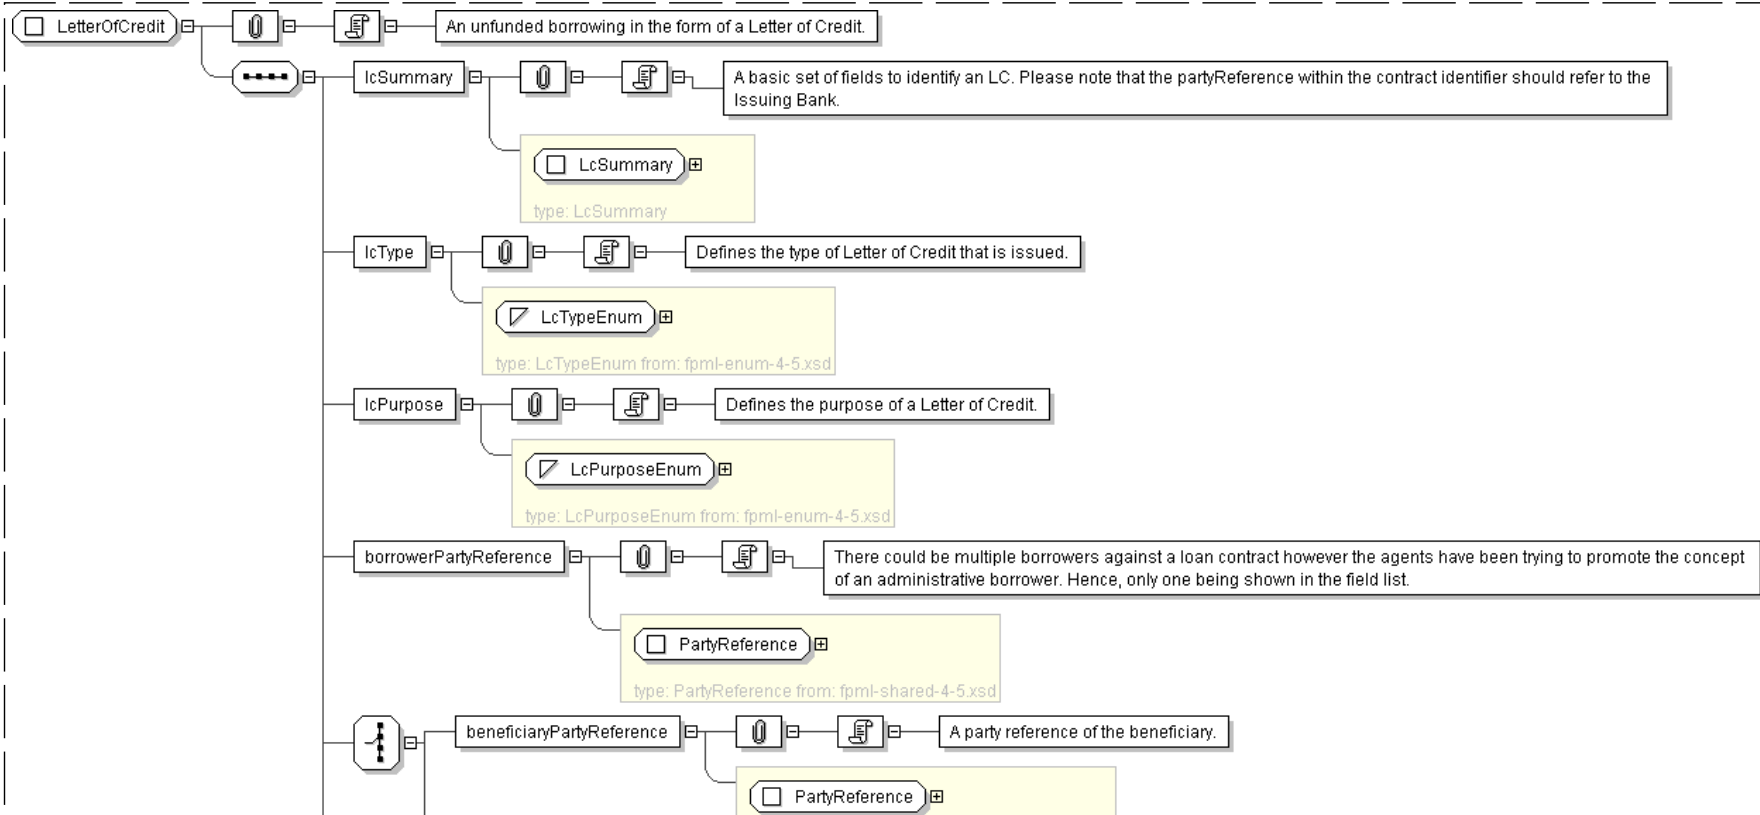 LetterOfCredit
An unfunded borrowing in the form of a Letter of Credit.
lcSummary
A basic set of fields to identify an LC. Please note that the partyReference within the contract identifier should refer to the
Issuing Bank.
LcSummary
type: LcSummary
lcType
Defines the type of Letter of Credit that is issued.
LcTypeEnum
type: LcTypeEnum from: fpml-enum-4-5.xsd
lcPurpose
Defines the purpose of a Letter of Credit.
LcPurposeEnum
type: LcPurposeEnum from: fpml-enum-4-5.xsd
borrowerPartyReference
There could be multiple borrowers against a loan contract however the agents have been trying to promote the concept
of an administrative borrower. Hence, only one being shown in the field list.
PartyReference
type: PartyReference from: fpml-shared-4-5.xsd
beneficiaryPartyReference
A party reference of the beneficiary.
PartyReference